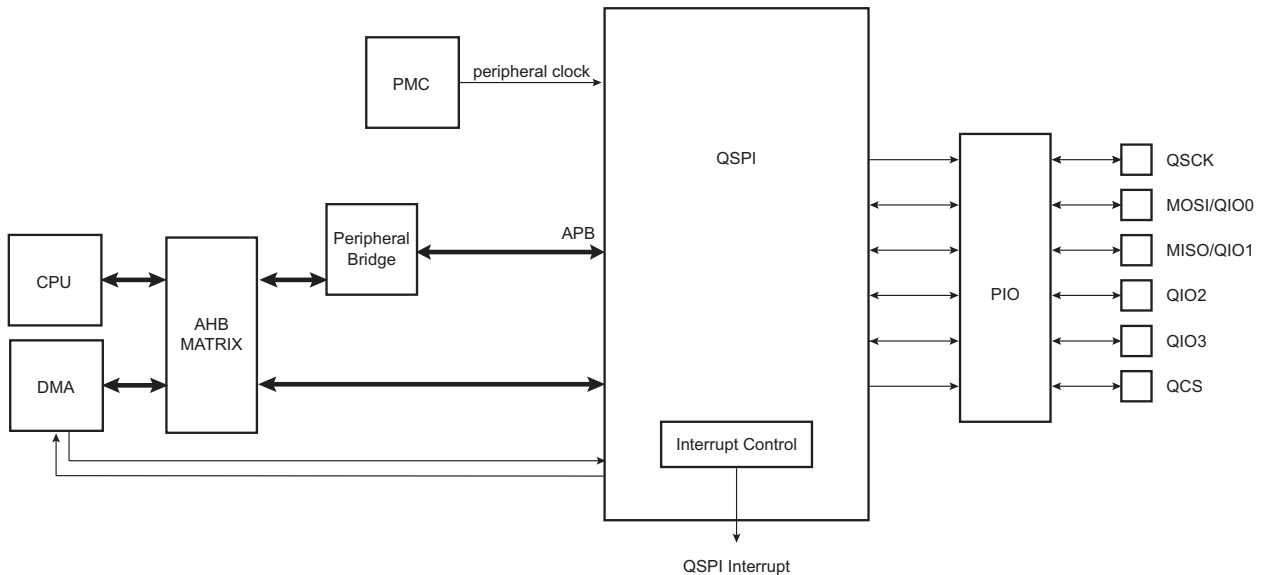 peripheral clock
PMC
QSPI
QSCK
MOSI/QIO0
Peripheral
Bridge
APB
MISO/QIO1
CPU
QIO2
PIO
AHB
MATRIX
QIO3
DMA
QCS
Interrupt Control
QSPI Interrupt